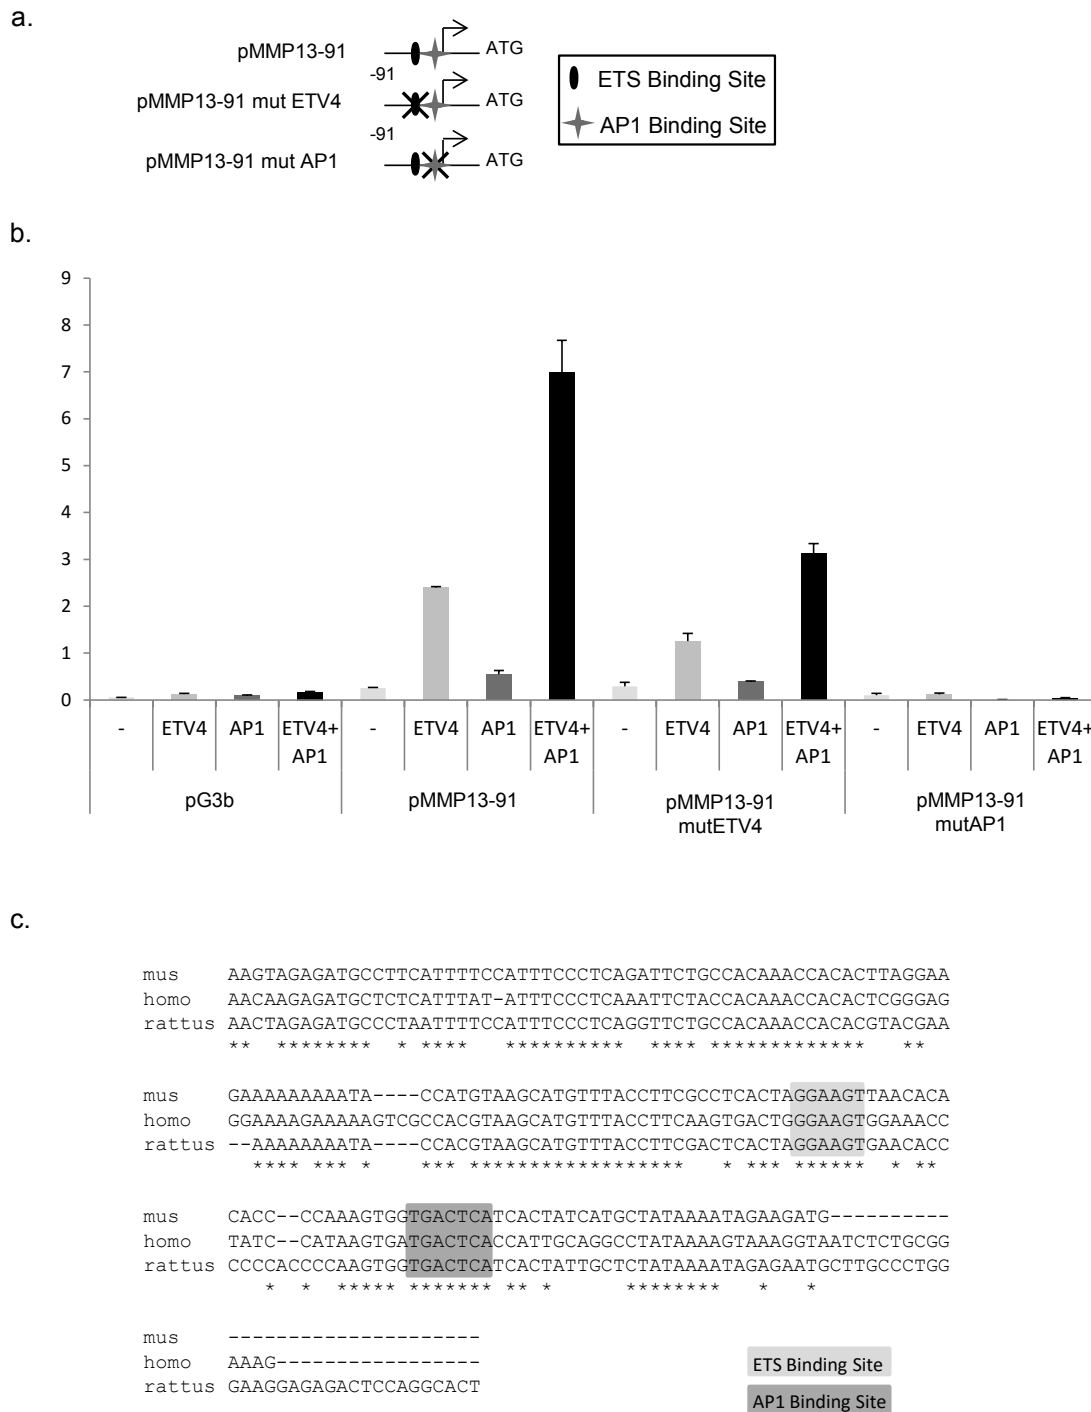 a.
pMMP13-91 ATG
-91
pMMP13-91 mut ETV4 ATG
-91
pMMP13-91 mut AP1 ATG
ETS Binding Site
AP1 Binding Site
b.
9
8
7
6
5
4
3
2
1
0
- ETV4 AP1 ETV4+AP1 - ETV4 AP1 ETV4+AP1 - ETV4 AP1 ETV4+AP1 - ETV4 AP1 ETV4+AP1
pG3b pMMP13-91 pMMP13-91 mutETV4 pMMP13-91 mutAP1
c.
mus AAGTAGAGATGCCTTCATTTTCCATTTCCCTCAGATTCTGCCACAAACCACACTTAGGAA
homo AACAAGAGATGCTCTCATTTAT-ATTTCCCTCAAATTCTACCACAAACCACACTCGGGAG
rattus AACTAGAGATGCCCTAATTTTCCATTTCCCTCAGGTTCTGCCACAAACCACACGTACGAA
** ******** * **** ********** **** ************* **
mus GAAAAAAAAATA----CCATGTAAGCATGTTTACCTTCGCCTCACTAGGAAGTTAACACA
homo GGAAAAGAAAAAGTCGCCACGTAAGCATGTTTACCTTCAAGTGACTGGGAAGTGGAAACC
rattus --AAAAAAAATA----CCACGTAAGCATGTTTACCTTCGACTCACTAGGAAGTGAACACC
**** *** * *** ****************** * *** ****** * **
mus CACC--CCAAAGTGGTGACTCATCACTATCATGCTATAAAATAGAAGATG----------
homo TATC--CATAAGTGATGACTCACCATTGCAGGCCTATAAAAGTAAAGGTAATCTCTGCGG
rattus CCCCACCCCAAGTGGTGACTCATCACTATTGCTCTATAAAATAGAGAATGCTTGCCCTGG
* * ***** ******* ** * ******** * *
mus ---------------------
homo AAAG-----------------
rattus GAAGGAGAGACTCCAGGCACT
ETS Binding Site
AP1 Binding Site